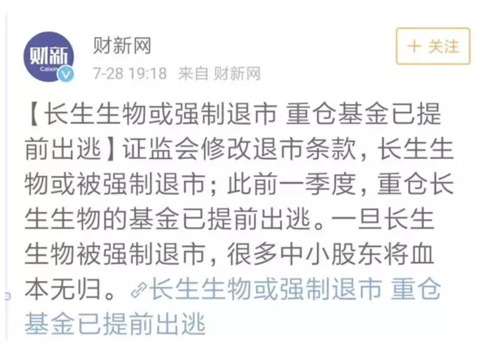 财新
Caixin
财新网
7-28 19:18 来自 财新网
+ 关注
【长生生物或强制退市 重仓基金已提
前出逃】证监会修改退市条款，长生生
物或被强制退市；此前一季度，重仓长
生生物的基金已提前出逃。一旦长生
生物被强制退市，很多中小股东将血
本无归。长生生物或强制退市 重仓
基金已提前出逃